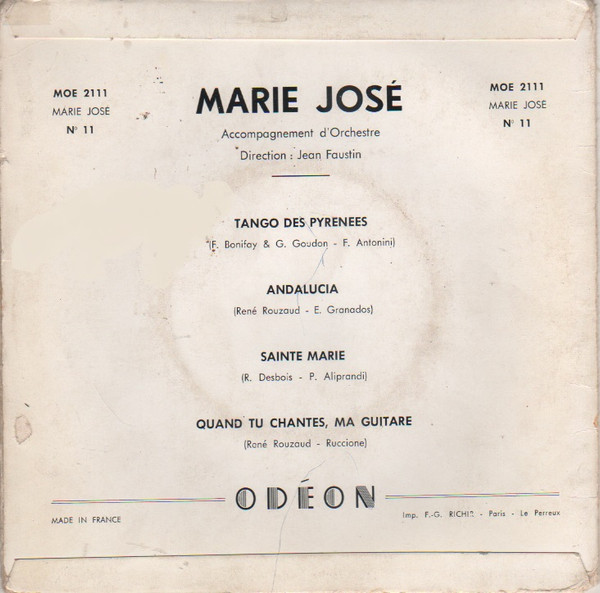 MOE 2111
MARIE JOSÉ
N° 11
MARIE JOSÉ
Accompagnement d'Orchestre
Direction : Jean Faustin
MOE 2111
MARIE JOSÉ
N° 11
TANGO DES PYRENEES
(F. Bonifay & G. Goudon - F. Antonini)
ANDALUCIA
(René Rouzaud - E. Granados)
SAINTE MARIE
(R. Desbois - P. Aliprandi)
QUAND TU CHANTES, MA GUITARE
(René Rouzaud - Ruccione)
ODÉON
MADE IN FRANCE
Imp. F.-G. RICHIR - Paris - Le Perreux